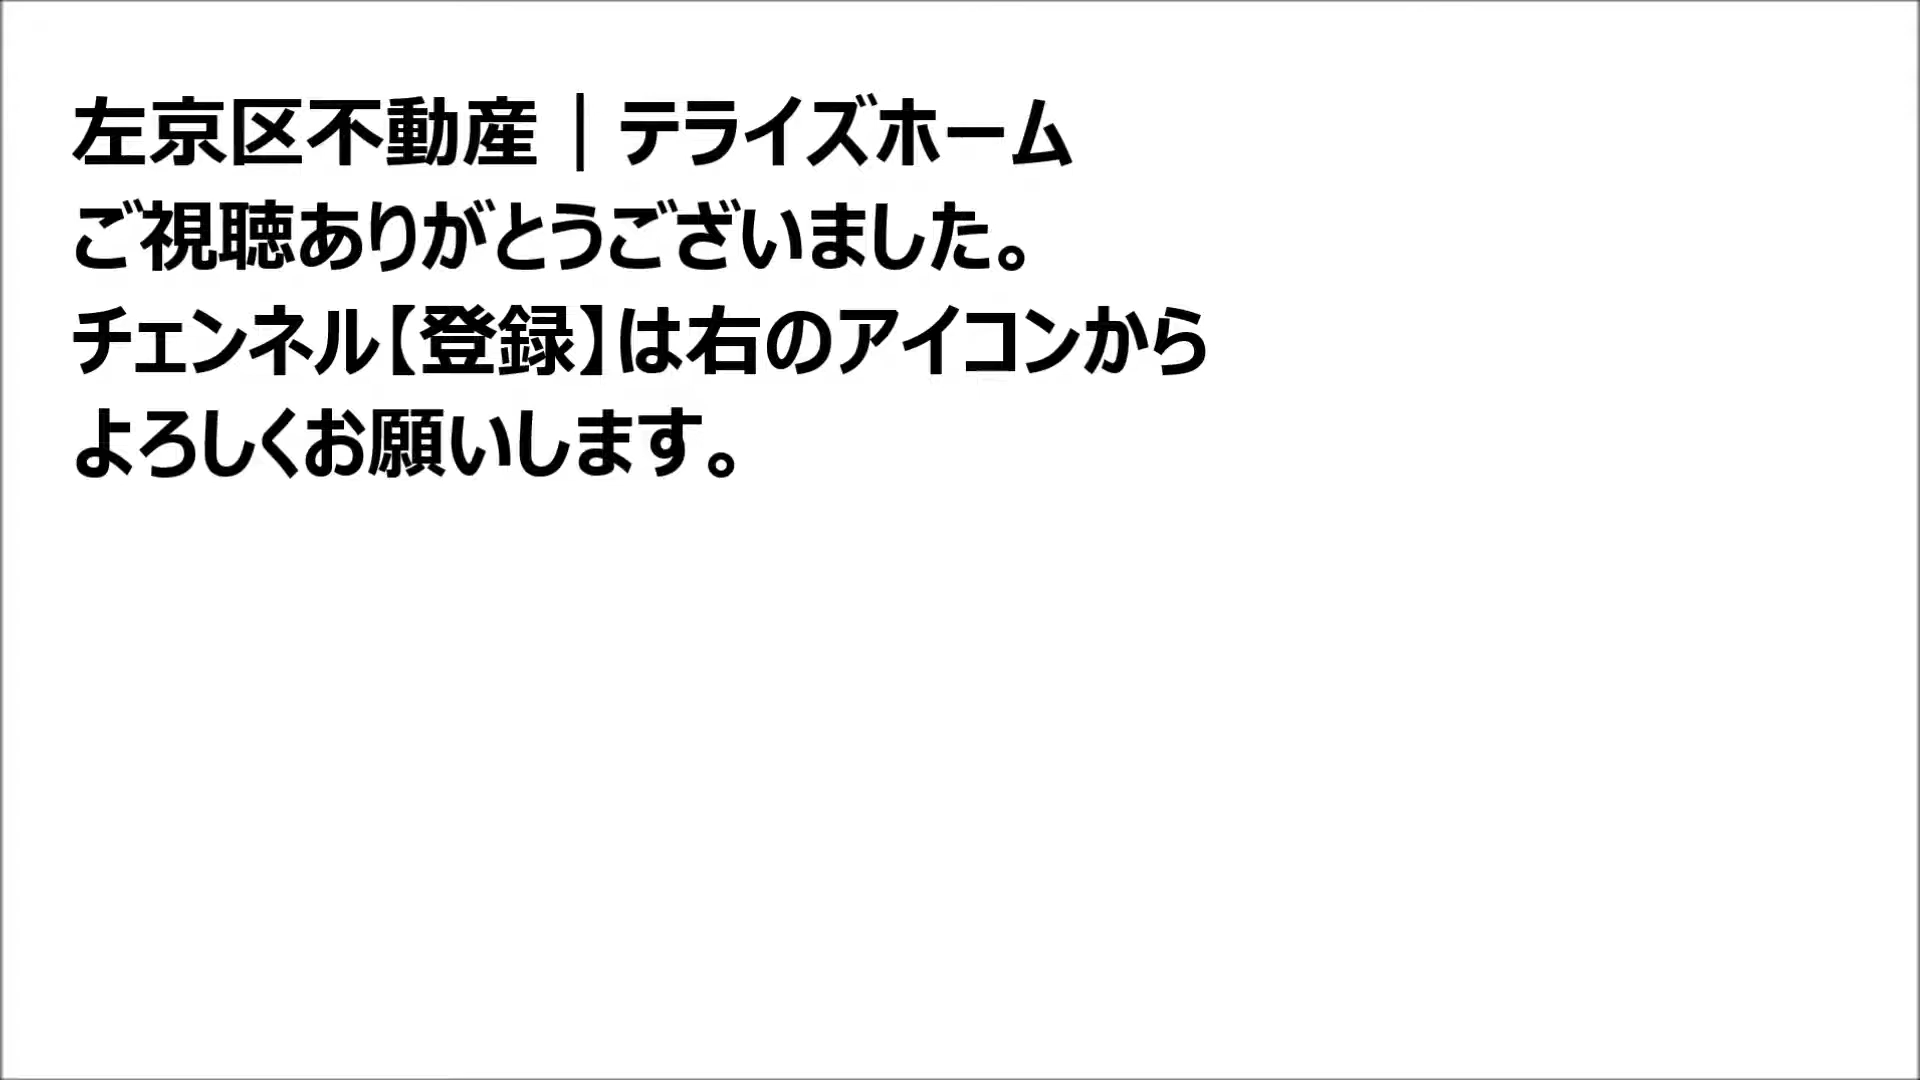 左京区不動産｜テライズホーム
ご視聴ありがとうございました。
チェンネル【登録】は右のアイコンから
よろしくお願いします。